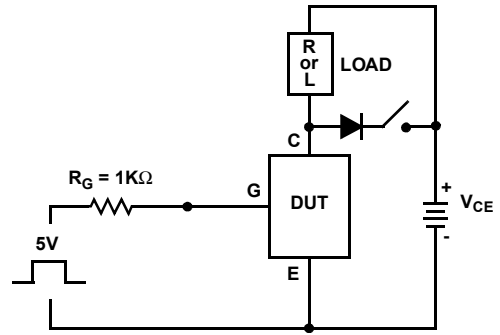 R
or
L
LOAD
C
R_G = 1KΩ
G
DUT
+
V_CE
-
5V
E